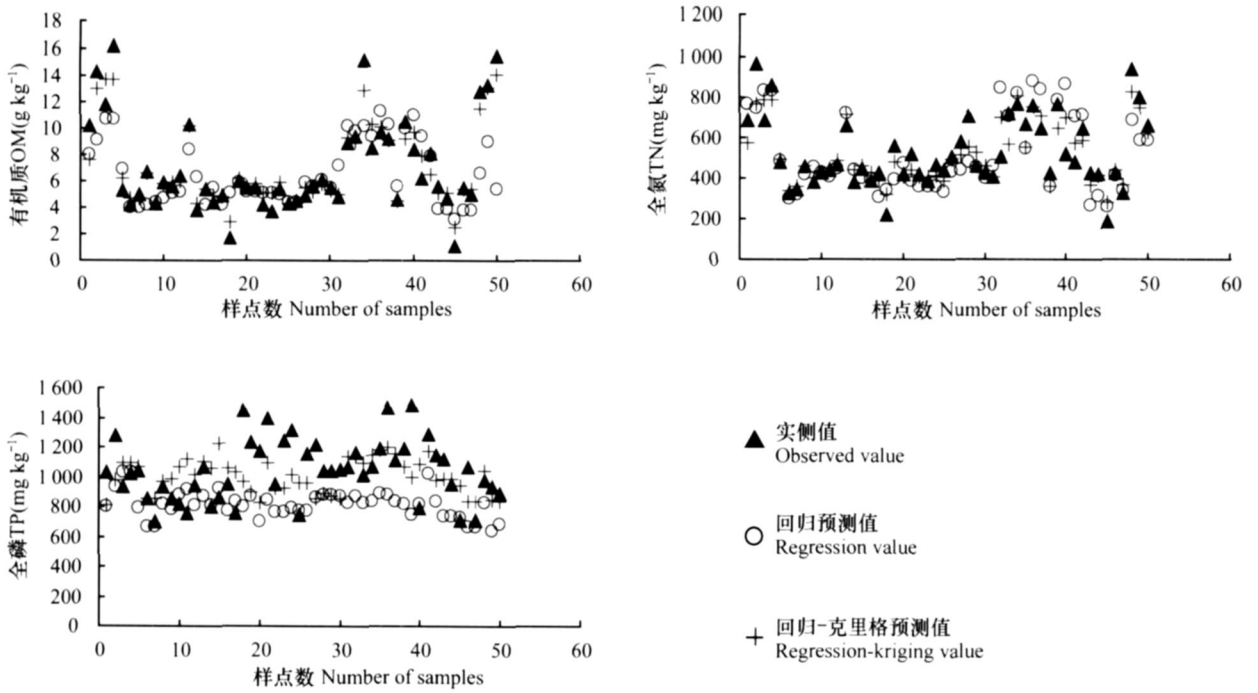 18
16
14
12
10
8
6
4
2
0
有机质OM(g kg⁻¹)
0 10 20 30 40 50 60
样点数 Number of samples
1 400
1 200
1 000
800
600
400
200
0
全氮TN(mg kg⁻¹)
0 10 20 30 40 50 60
样点数 Number of samples
1 600
1 400
1 200
1 000
800
600
400
200
0
全磷TP(mg kg⁻¹)
0 10 20 30 40 50 60
样点数 Number of samples
实侧值
Observed value
回归预测值
Regression value
回归-克里格预测值
Regression-kriging value